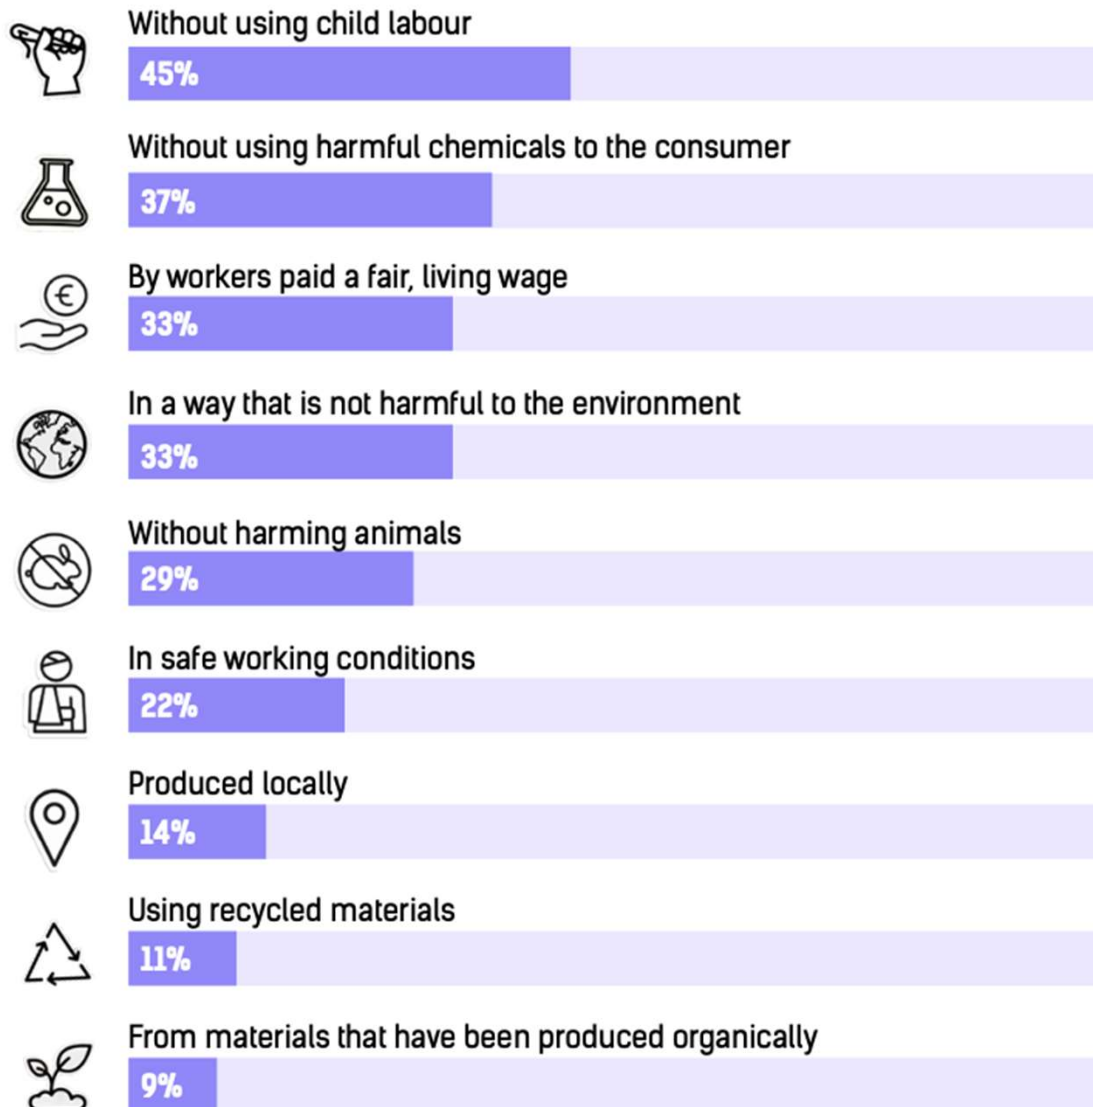 Without using child labour
45%
Without using harmful chemicals to the consumer
37%
By workers paid a fair, living wage
€
33%
In a way that is not harmful to the environment
33%
Without harming animals
29%
In safe working conditions
22%
Produced locally
14%
Using recycled materials
11%
From materials that have been produced organically
9%